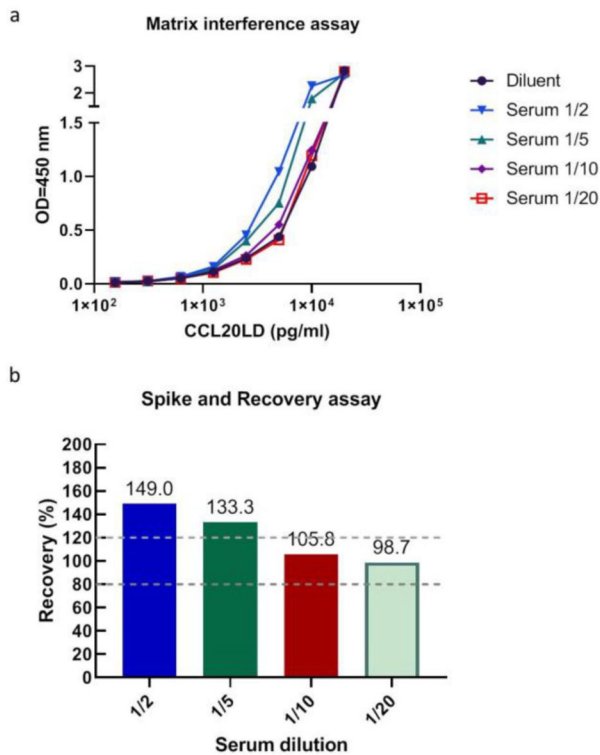 a
Matrix interference assay
3
2
1.5
1.0
0.5
0.0
OD=450 nm
1×10²
1×10³
1×10⁴
1×10⁵
CCL20LD (pg/ml)
Diluent
Serum 1/2
Serum 1/5
Serum 1/10
Serum 1/20
b
Spike and Recovery assay
200
180
160
140
120
100
80
60
40
20
0
Recovery (%)
149.0
133.3
105.8
98.7
1/2
1/5
1/10
1/20
Serum dilution